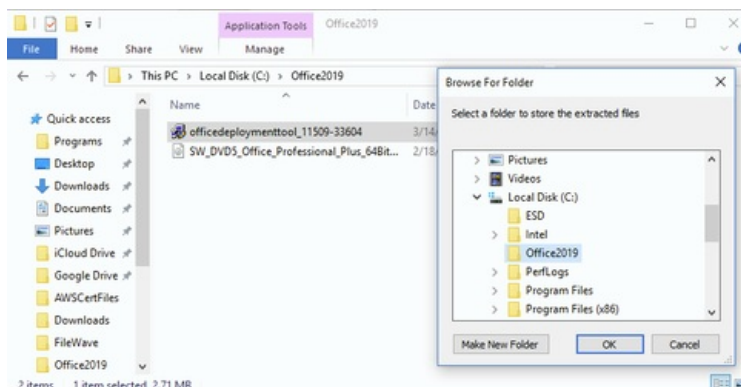 Application Tools Office2019
File Home Share View Manage
This PC > Local Disk (C:) > Office2019
Quick access
Programs
Desktop
Downloads
Documents
Pictures
iCloud Drive
Google Drive
AWSCertFiles
Downloads
FileWave
Office2019
Name Date
officedeploymenttool_11509-33604 3/14/
SW_DVD5_Office_Professional_Plus_64Bit... 2/18/
2 items 1 item selected 2.71 MB
Browse For Folder
Select a folder to store the extracted files
Pictures
Videos
Local Disk (C:)
ESD
Intel
Office2019
PerfLogs
Program Files
Program Files (x86)
Make New Folder OK Cancel